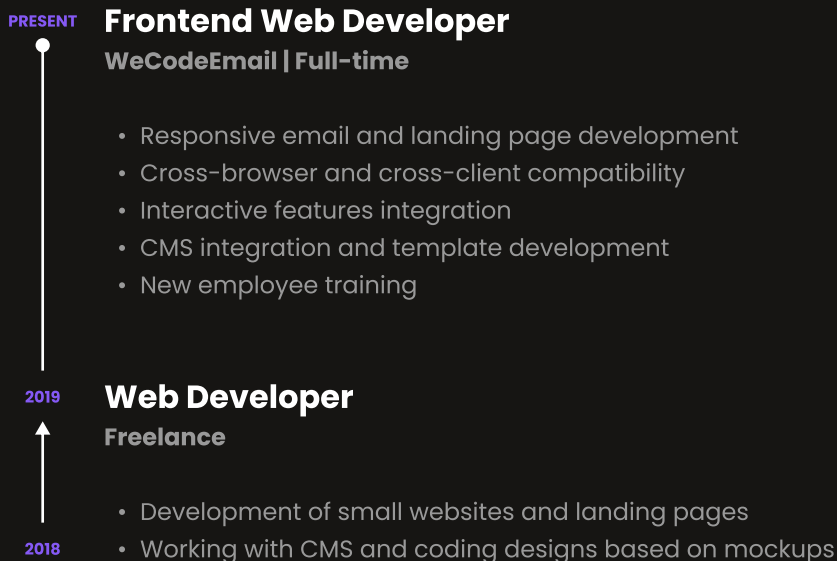 PRESENT
Frontend Web Developer
WeCodeEmail | Full-time
• Responsive email and landing page development
• Cross-browser and cross-client compatibility
• Interactive features integration
• CMS integration and template development
• New employee training
2019
Web Developer
Freelance
• Development of small websites and landing pages
2018
• Working with CMS and coding designs based on mockups